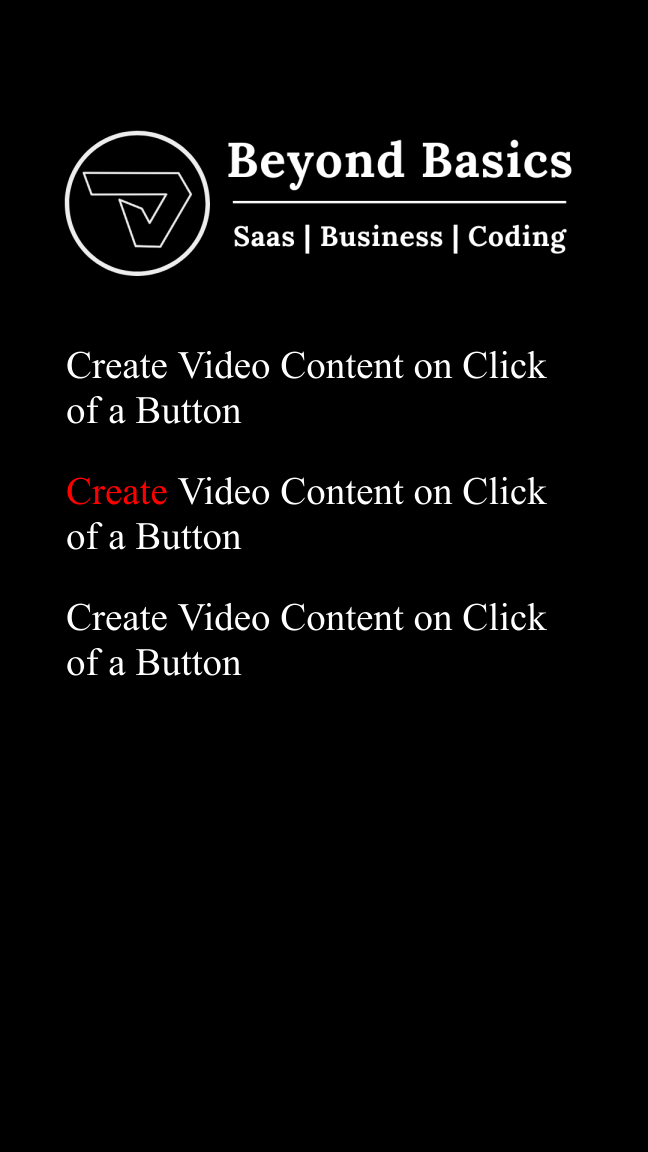 Beyond Basics
Saas | Business | Coding
Create Video Content on Click
of a Button
Create Video Content on Click
of a Button
Create Video Content on Click
of a Button